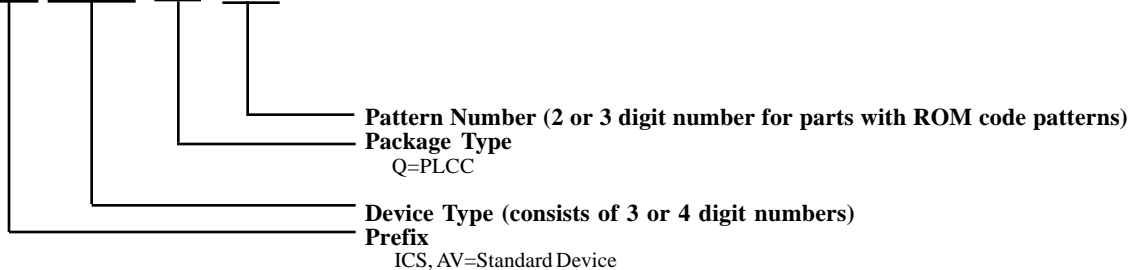 Pattern Number (2 or 3 digit number for parts with ROM code patterns)
Package Type
Q=PLCC
Device Type (consists of 3 or 4 digit numbers)
Prefix
ICS, AV=Standard Device